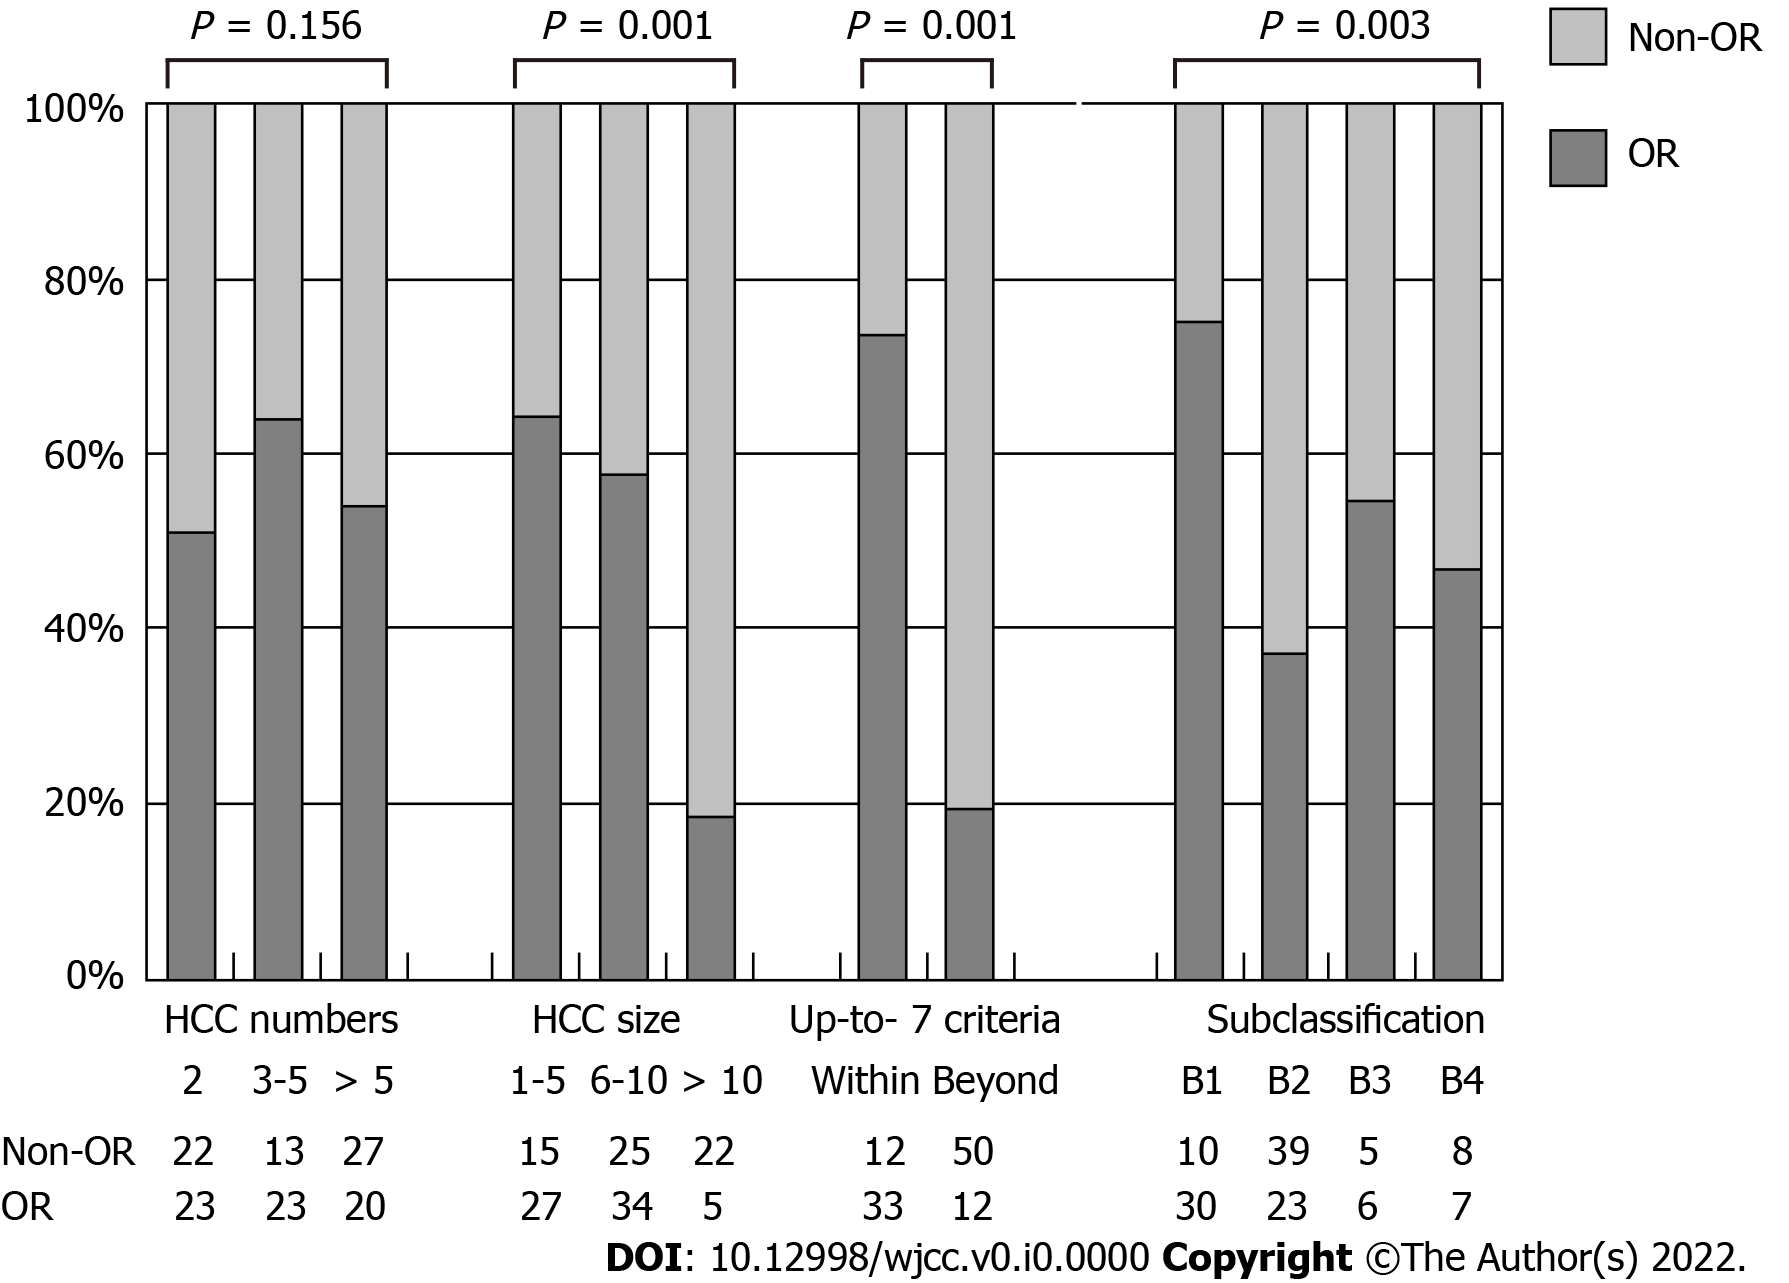 P = 0.156 P = 0.001 P = 0.001 P = 0.003
Non-OR
OR
100%
80%
60%
40%
20%
0%
HCC numbers HCC size Up-to- 7 criteria Subclassification
2 3-5 > 5 1-5 6-10 > 10 Within Beyond B1 B2 B3 B4
Non-OR 22 13 27 15 25 22 12 50 10 39 5 8
OR 23 23 20 27 34 5 33 12 30 23 6 7
DOI: 10.12998/wjcc.v0.i0.0000 Copyright ©The Author(s) 2022.